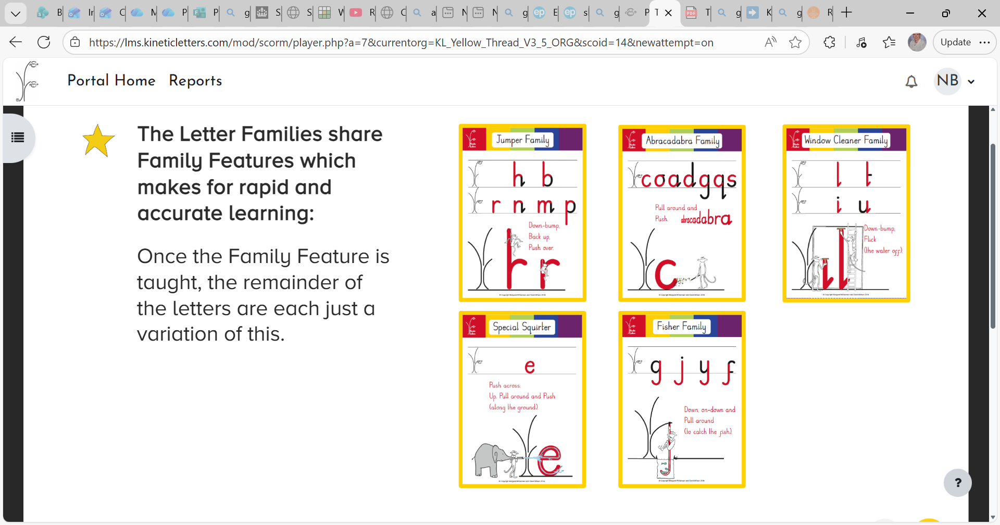 https://lms.kineticletters.com/mod/scorm/player.php?a=7&currentorg=KL_Yellow_Thread_V3_5_ORG&scoid=14&newattempt=on
Update
Portal Home Reports
NB
The Letter Families share
Family Features which
makes for rapid and
accurate learning:
Once the Family Feature is
taught, the remainder of
the letters are each just a
variation of this.
Jumper Family
h b
r n m p
Down-bump,
Back up,
Push over.
h r
Abracadabra Family
c o a d g q s
Pull around and
Push.
abracadabra
c
Window Cleaner Family
l t
i u
Down-bump,
Flick
(the water off).
i l
Special Squirter
e
Push across.
Up. Pull around and Push
(along the ground).
e
Fisher Family
g j y f
Down, on-down and
Pull around
(to catch the fish).
j
?